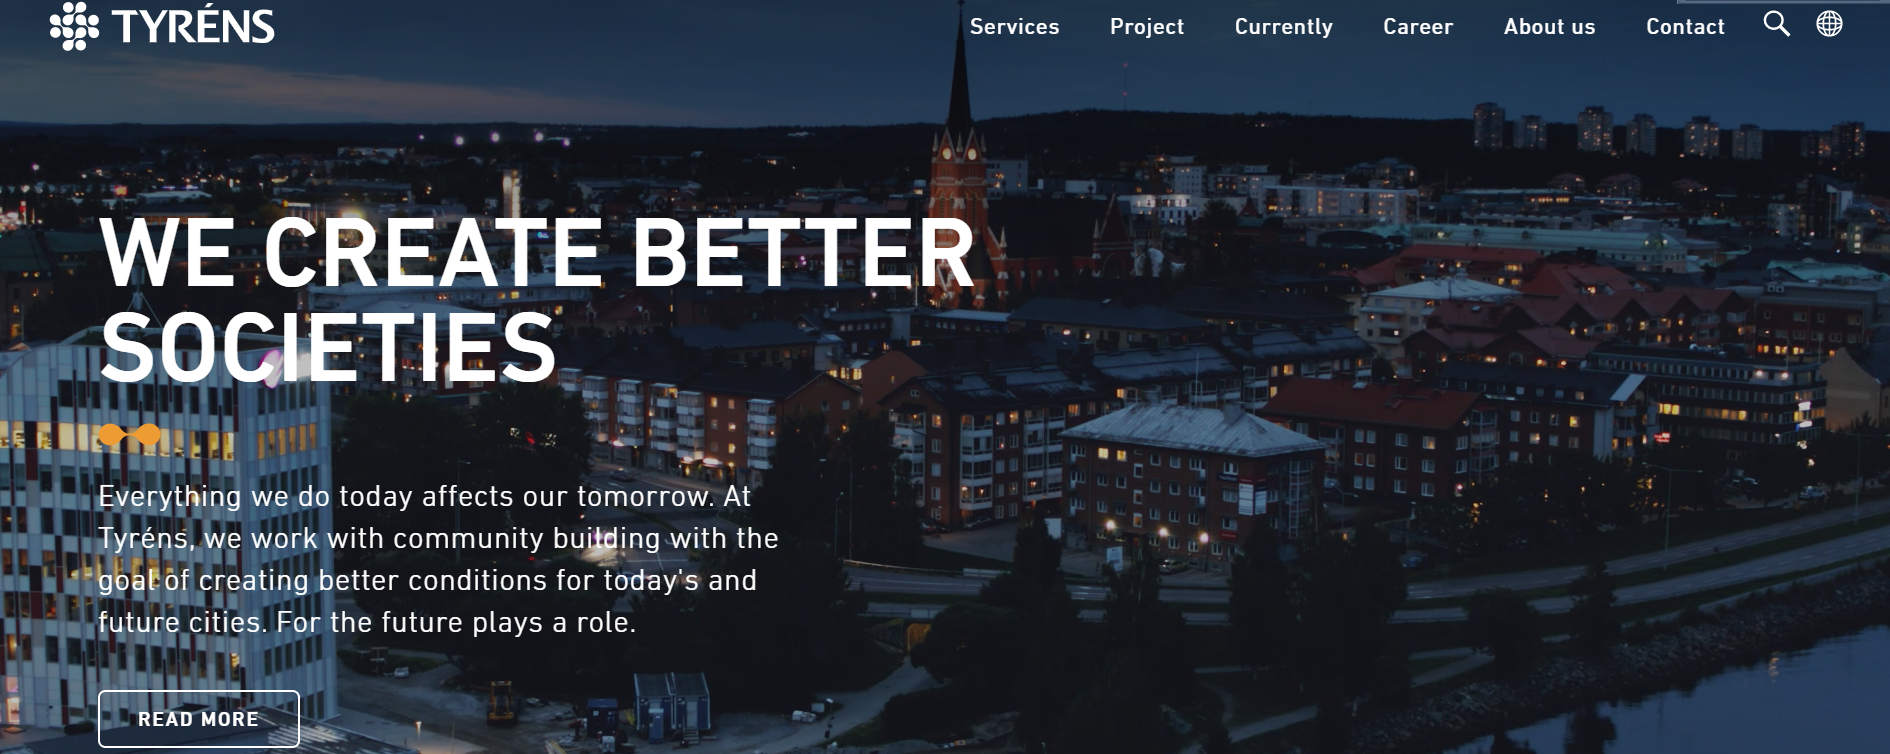 TYRÉNS
Services
Project
Currently
Career
About us
Contact
WE CREATE BETTER
SOCIETIES
Everything we do today affects our tomorrow. At
Tyréns, we work with community building with the
goal of creating better conditions for today's and
future cities. For the future plays a role.
READ MORE